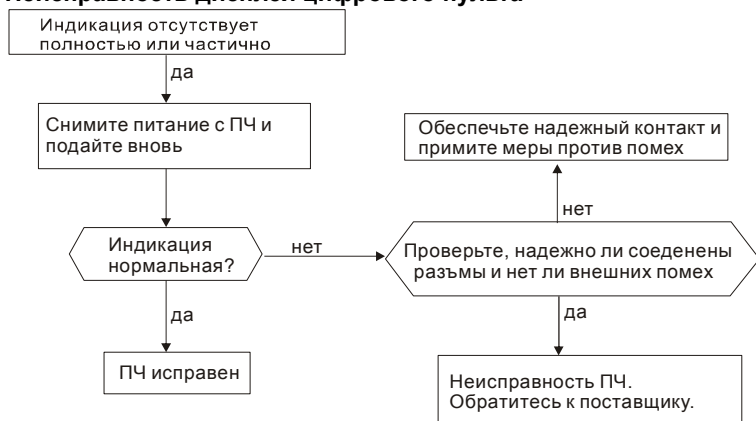 Неисправность дисплея цифрового пульта
Индикация отсутствует
полностью или частично
да
Снимите питание с ПЧ и
подайте вновь
Обеспечьте надежный контакт и
примите меры против помех
нет
Индикация
нормальная?
нет
Проверьте, надежно ли соеденены
разъмы и нет ли внешних помех
да
да
ПЧ исправен
Неисправность ПЧ.
Обратитесь к поставщику.